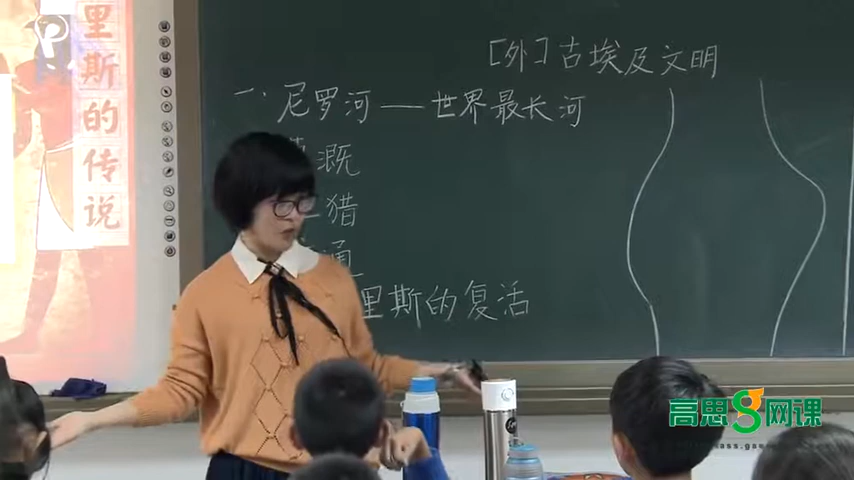 里斯的传说
[外] 古埃及文明
一. 尼罗河——世界最长河
溉
猎
通
里斯的复活
高思网课